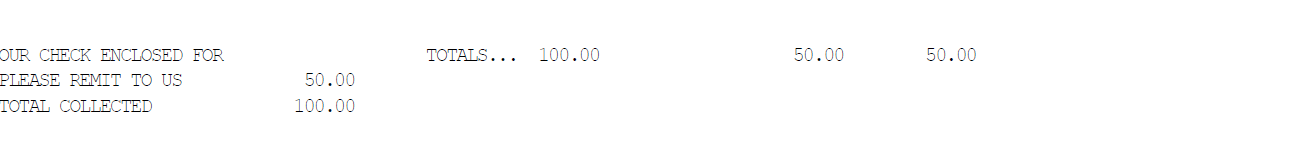 OUR CHECK ENCLOSED FOR TOTALS... 100.00 50.00 50.00
PLEASE REMIT TO US 50.00
TOTAL COLLECTED 100.00